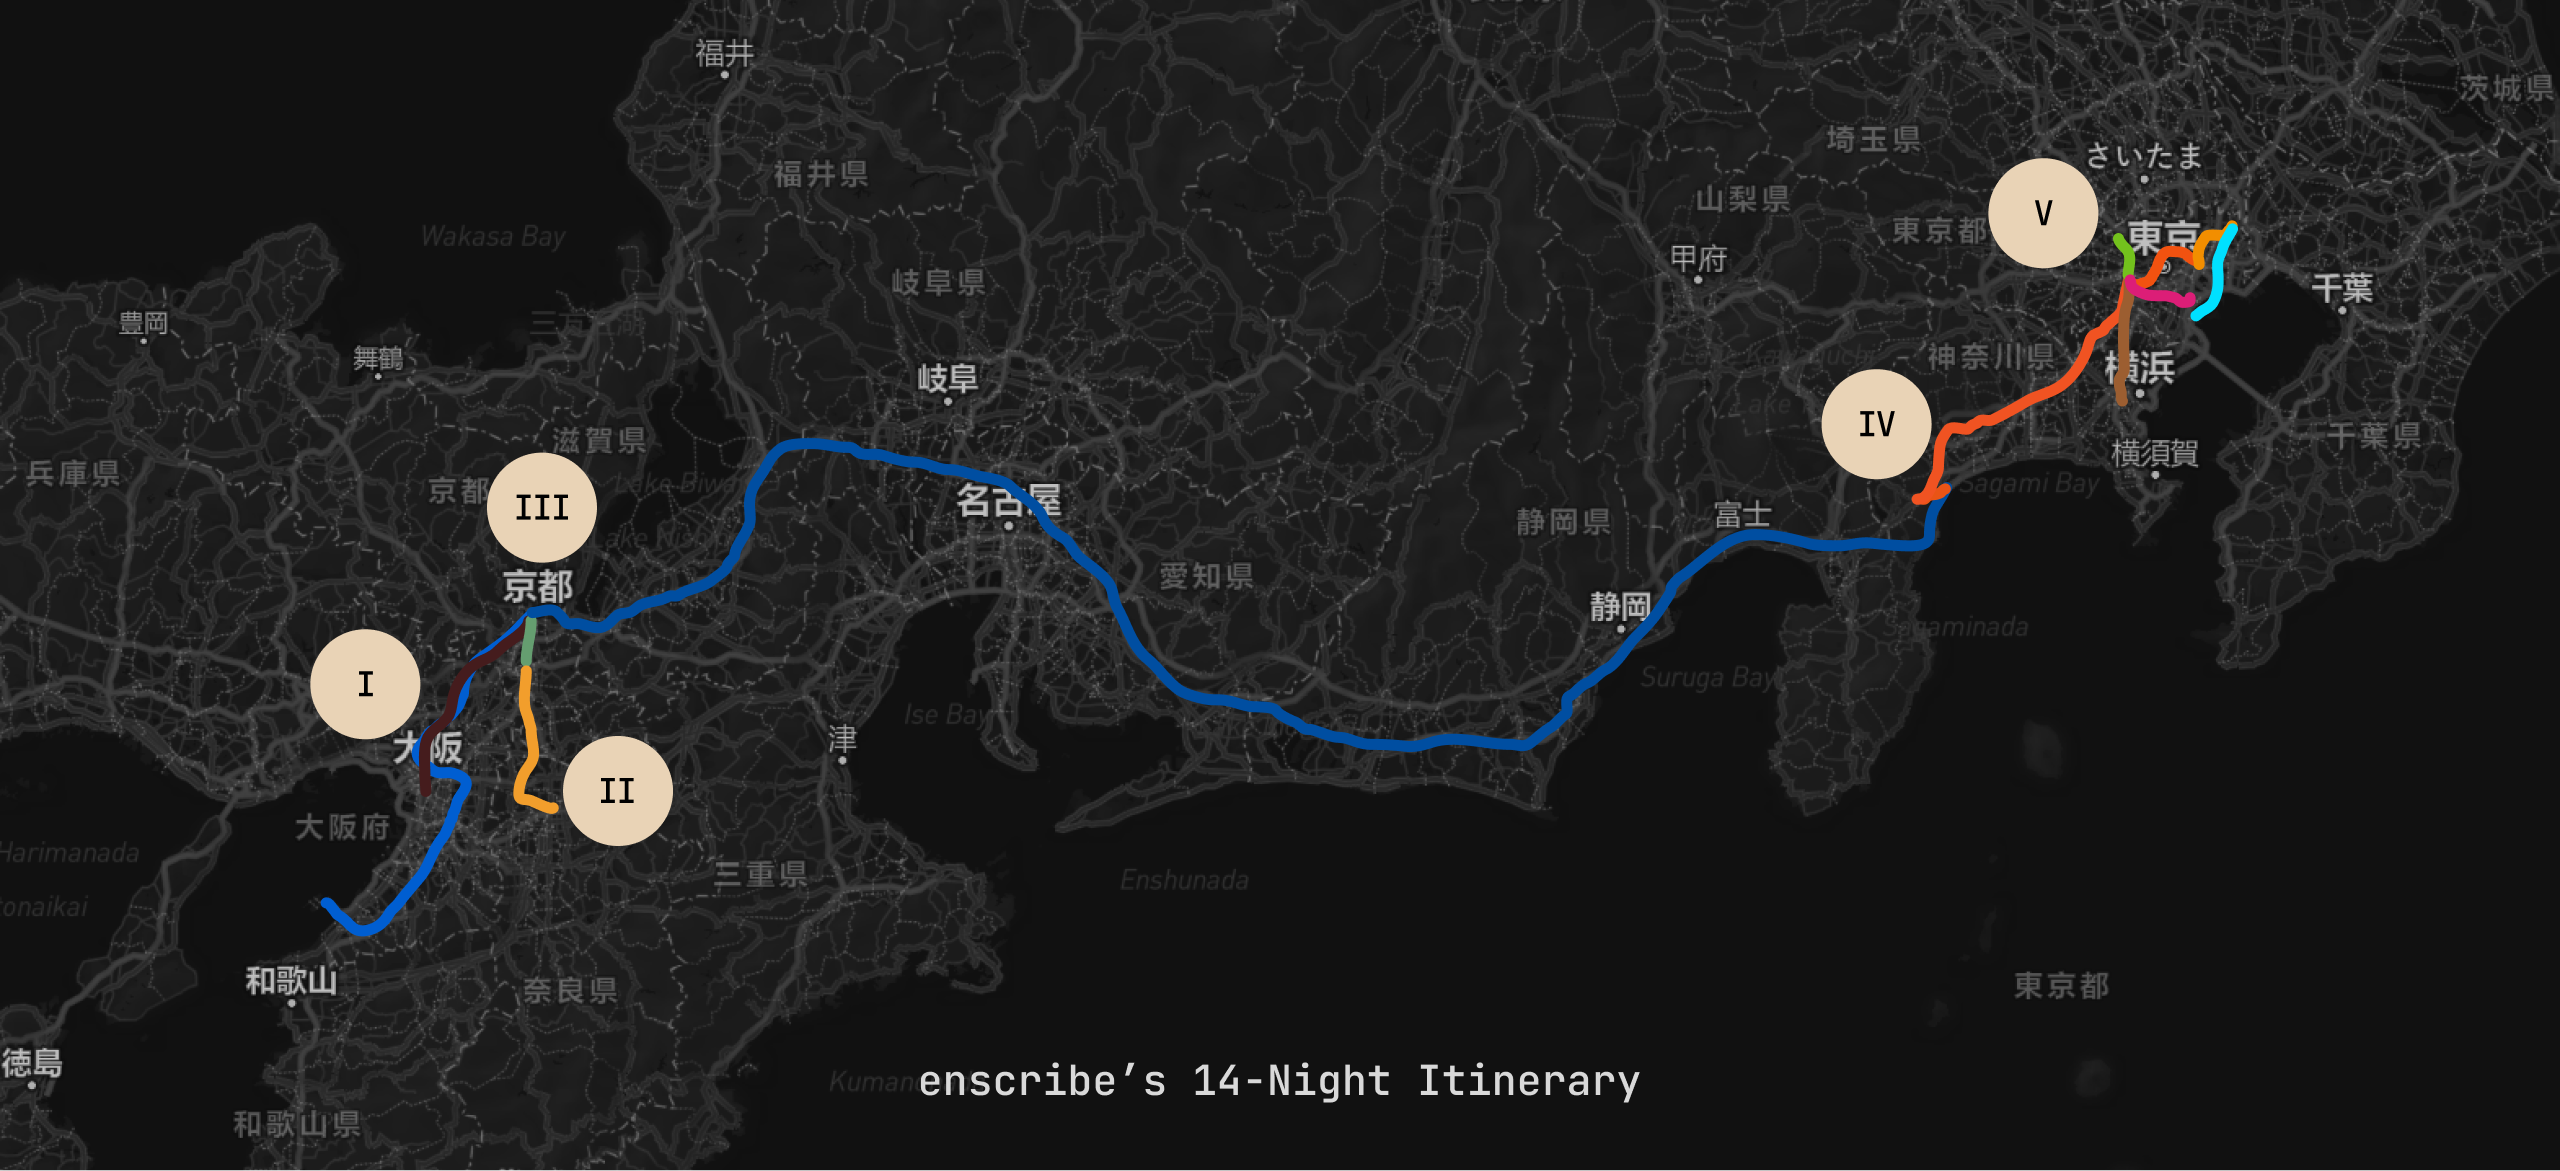 福井
茨城県
埼玉県
さいたま
福井県
山梨県
V
東京都
東京
Wakasa Bay
甲府
岐阜県
千葉
豊岡
舞鶴
神奈川県
横浜
岐阜
IV
千葉県
滋賀県
横須賀
兵庫県
京都
Lake Biwa
Sagami Bay
III
名古屋
静岡県
富士
京都
愛知県
静岡
Sagaminada
I
Suruga Bay
Ise Bay
大阪
津
II
大阪府
Harimanada
三重県
Enshunada
onaikai
和歌山
奈良県
東京都
徳島
enscribe’s 14-Night Itinerary
和歌山県